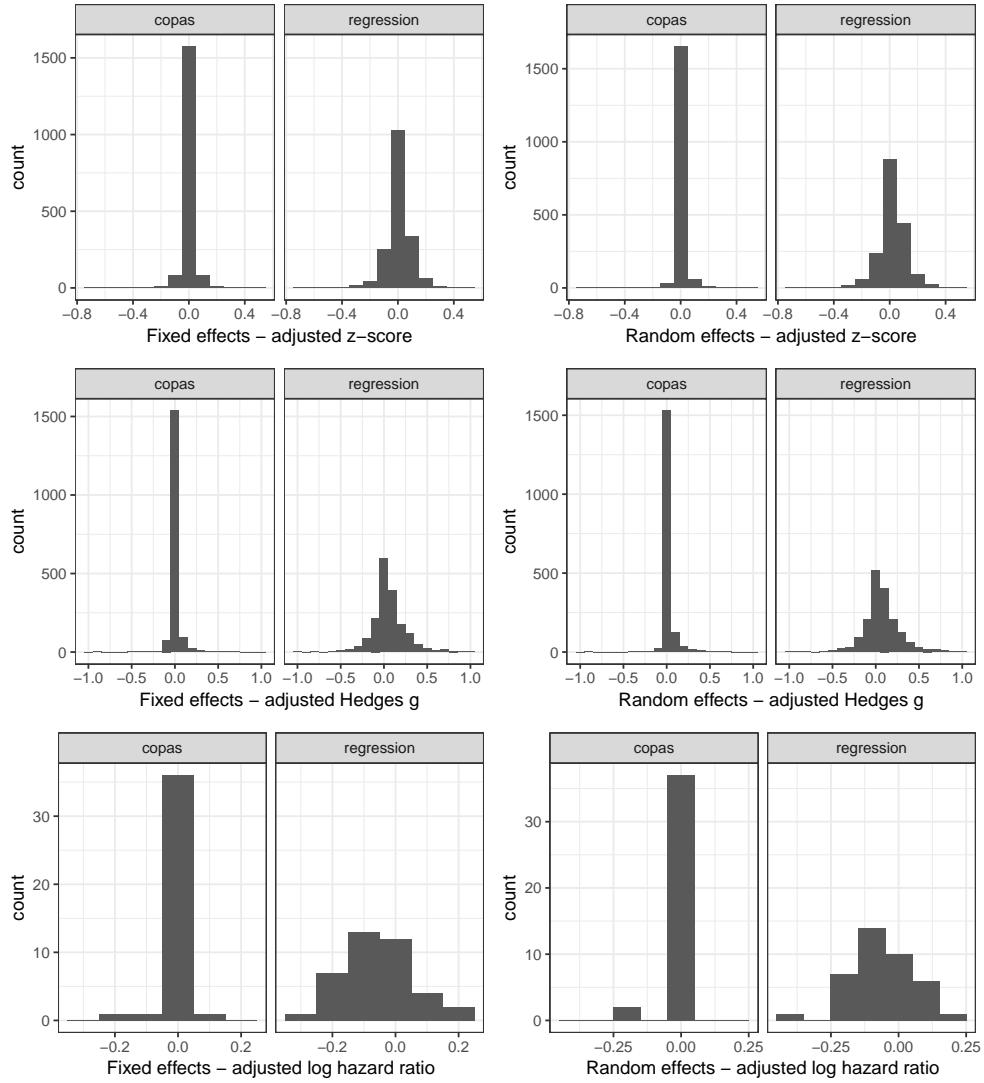 copas
regression
count
1500
1000
500
0
−0.8 −0.4 0.0 0.4
−0.8 −0.4 0.0 0.4
Fixed effects − adjusted z−score
copas
regression
count
1500
1000
500
0
−0.8 −0.4 0.0 0.4
−0.8 −0.4 0.0 0.4
Random effects − adjusted z−score
copas
regression
count
1500
1000
500
0
−1.0 −0.5 0.0 0.5 1.0
−1.0 −0.5 0.0 0.5 1.0
Fixed effects − adjusted Hedges g
copas
regression
count
1500
1000
500
0
−1.0 −0.5 0.0 0.5 1.0
−1.0 −0.5 0.0 0.5 1.0
Random effects − adjusted Hedges g
copas
regression
count
30
20
10
0
−0.2 0.0 0.2
−0.2 0.0 0.2
Fixed effects − adjusted log hazard ratio
copas
regression
count
30
20
10
0
−0.25 0.00 0.25
−0.25 0.00 0.25
Random effects − adjusted log hazard ratio